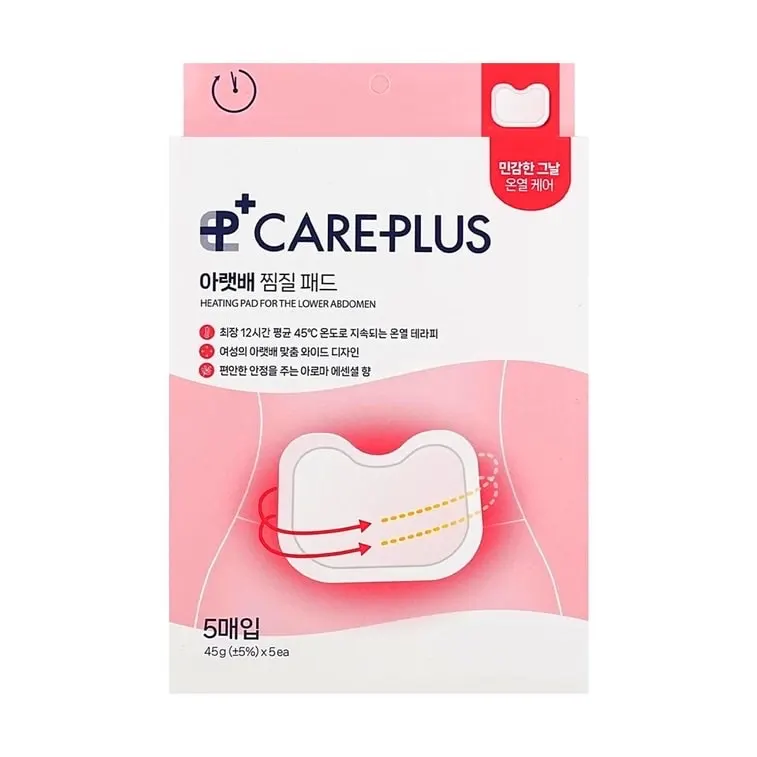 민감한 그날
온열 케어
CAREPLUS
아랫배 찜질 패드
HEATING PAD FOR THE LOWER ABDOMEN
최장 12시간 평균 45℃ 온도로 지속되는 온열 테라피
여성의 아랫배 맞춤 와이드 디자인
편안한 안정을 주는 아로마 에센셜 향
5매입
45g (±5%) x 5 ea